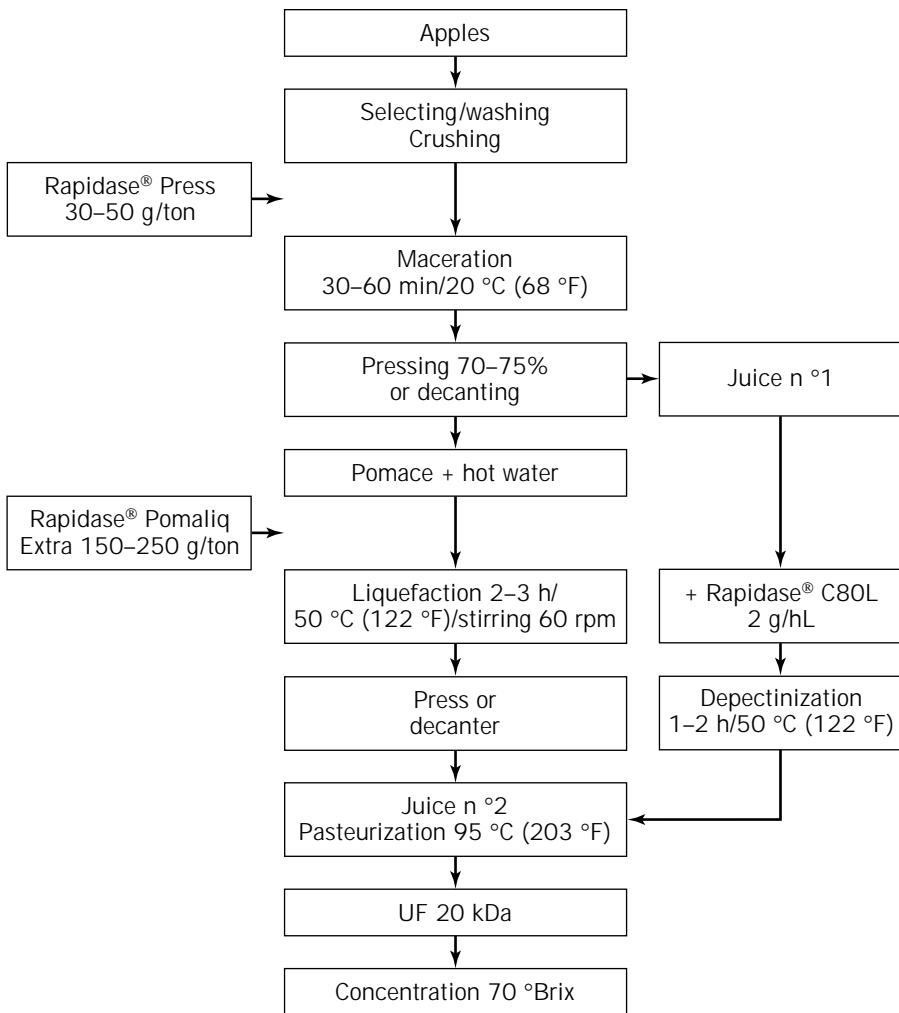 Apples
Selecting/washing
Crushing
Rapidase® Press
30–50 g/ton
Maceration
30–60 min/20 °C (68 °F)
Pressing 70–75%
or decanting
Juice n °1
Pomace + hot water
Rapidase® Pomaliq
Extra 150–250 g/ton
Liquefaction 2–3 h/
50 °C (122 °F)/stirring 60 rpm
+ Rapidase® C80L
2 g/hL
Press or
decanter
Depectinization
1–2 h/50 °C (122 °F)
Juice n °2
Pasteurization 95 °C (203 °F)
UF 20 kDa
Concentration 70 °Brix